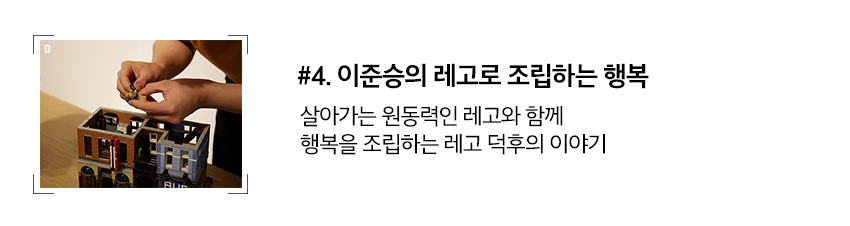 B
#4. 이준승의 레고로 조립하는 행복
살아가는 원동력인 레고와 함께
행복을 조립하는 레고 덕후의 이야기